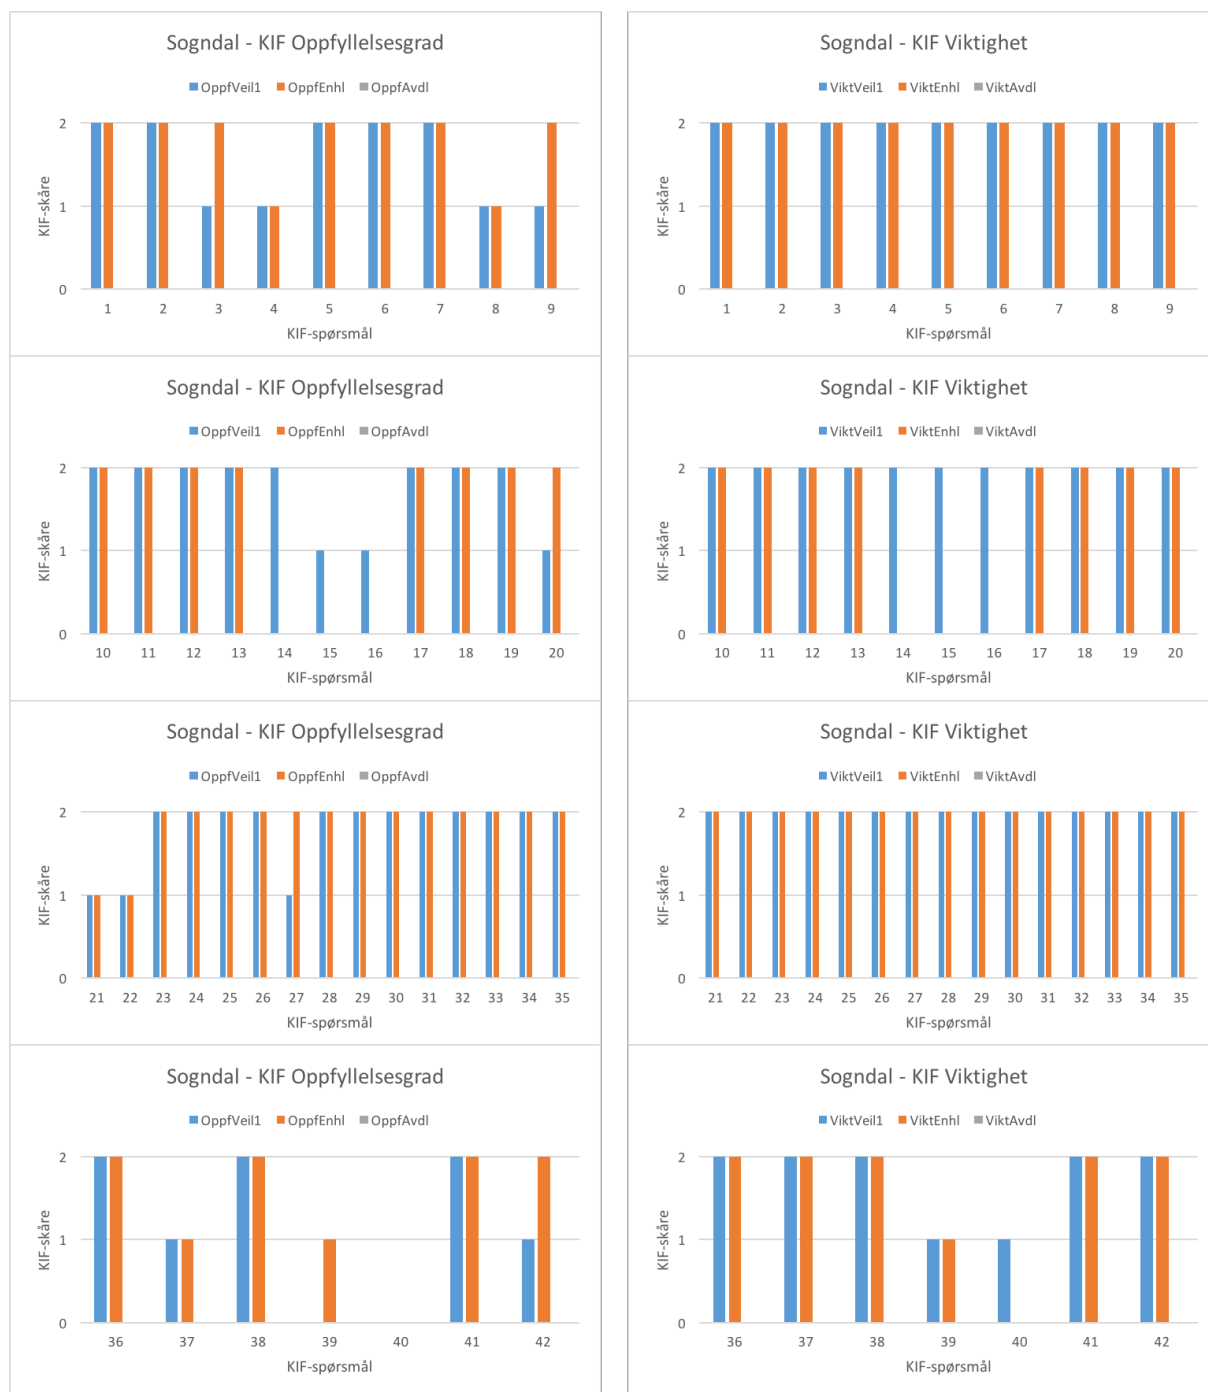 Sogndal - KIF Oppfyllelsesgrad
OppfVeil1 OppfEnhl OppfAvdl
KIF-skåre
2
1
0
1 2 3 4 5 6 7 8 9
KIF-spørsmål
Sogndal - KIF Viktighet
ViktVeil1 ViktEnhl ViktAvdl
KIF-skåre
2
1
0
1 2 3 4 5 6 7 8 9
KIF-spørsmål
Sogndal - KIF Oppfyllelsesgrad
OppfVeil1 OppfEnhl OppfAvdl
KIF-skåre
2
1
0
10 11 12 13 14 15 16 17 18 19 20
KIF-spørsmål
Sogndal - KIF Viktighet
ViktVeil1 ViktEnhl ViktAvdl
KIF-skåre
2
1
0
10 11 12 13 14 15 16 17 18 19 20
KIF-spørsmål
Sogndal - KIF Oppfyllelsesgrad
OppfVeil1 OppfEnhl OppfAvdl
KIF-skåre
2
1
0
21 22 23 24 25 26 27 28 29 30 31 32 33 34 35
KIF-spørsmål
Sogndal - KIF Viktighet
ViktVeil1 ViktEnhl ViktAvdl
KIF-skåre
2
1
0
21 22 23 24 25 26 27 28 29 30 31 32 33 34 35
KIF-spørsmål
Sogndal - KIF Oppfyllelsesgrad
OppfVeil1 OppfEnhl OppfAvdl
KIF-skåre
2
1
0
36 37 38 39 40 41 42
KIF-spørsmål
Sogndal - KIF Viktighet
ViktVeil1 ViktEnhl ViktAvdl
KIF-skåre
2
1
0
36 37 38 39 40 41 42
KIF-spørsmål